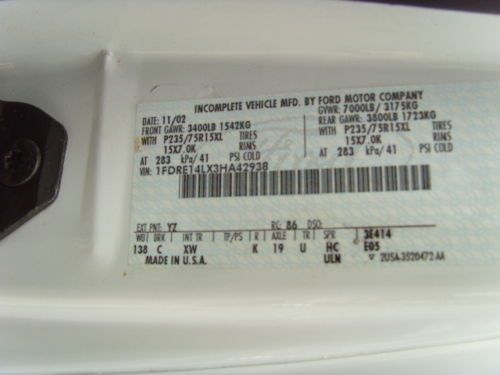 INCOMPLETE VEHICLE MFD. BY FORD MOTOR COMPANY
DATE: 11/02 GVWR: 7000LB / 3175KG
FRONT GAWR: 3400LB 1542KG REAR GAWR: 3800LB 1723KG
WITH P235/75R15XL TIRES WITH P235/75R15XL TIRES
15X7.0K RIMS 15X7.0K RIMS
AT 283 kPa/ 41 PSI COLD AT 283 kPa/ 41 PSI COLD
VIN: 1FDRE14LX3HA42938
EXT PNT: YZ RC: 86 DSO:
WB BRK INT TR TP/PS R AXLE TR SPR 3E414
138 C XW K 19 U HC E05
MADE IN U.S.A. ULN 2USA3520472 AA